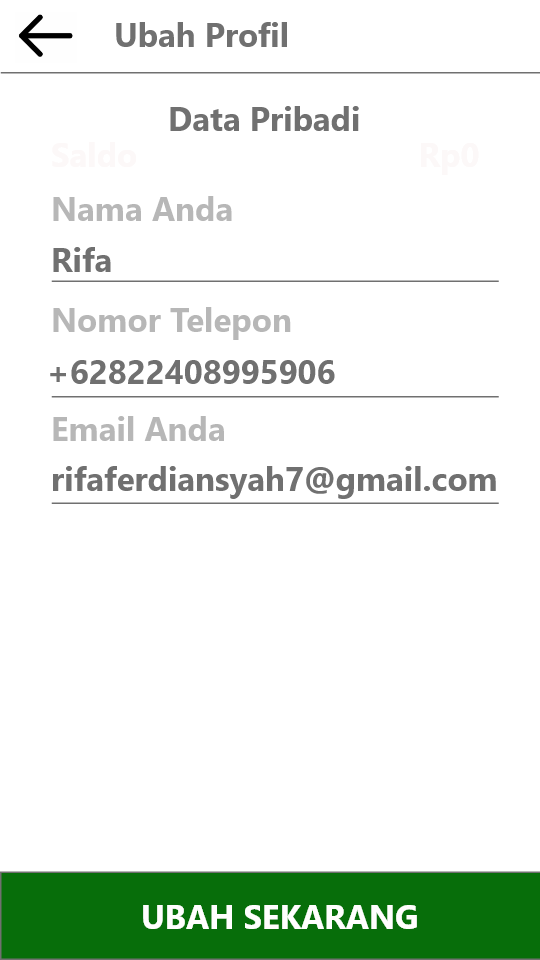 Ubah Profil
Data Pribadi
Saldo Rp0
Nama Anda
Rifa
Nomor Telepon
+62822408995906
Email Anda
rifaferdiansyah7@gmail.com
UBAH SEKARANG